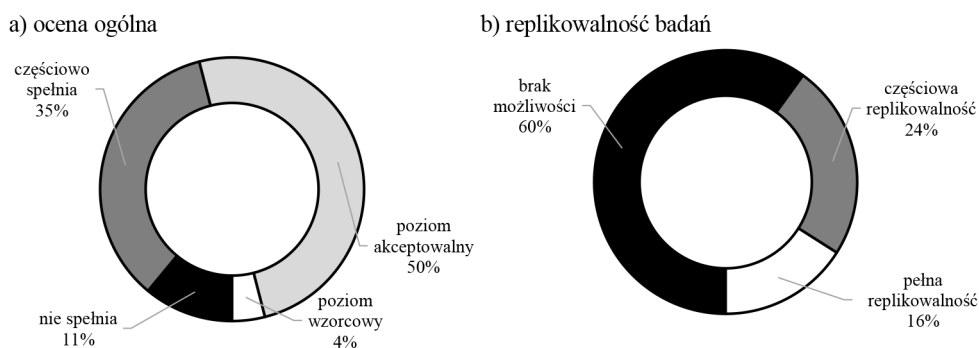 a) ocena ogólna
częściowo
spełnia
35%
poziom
akceptowalny
50%
nie spełnia
11%
poziom
wzorcowy
4%
b) replikowalność badań
brak
możliwości
60%
częściowa
replikowalność
24%
pełna
replikowalność
16%